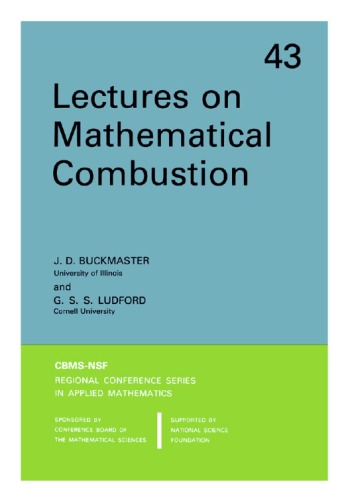 43
Lectures on
Mathematical
Combustion
J. D. BUCKMASTER
University of Illinois
and
G. S. S. LUDFORD
Cornell University
CBMS-NSF
REGIONAL CONFERENCE SERIES
IN APPLIED MATHEMATICS
SPONSORED BY
CONFERENCE BOARD OF
THE MATHEMATICAL SCIENCES
SUPPORTED BY
NATIONAL SCIENCE
FOUNDATION